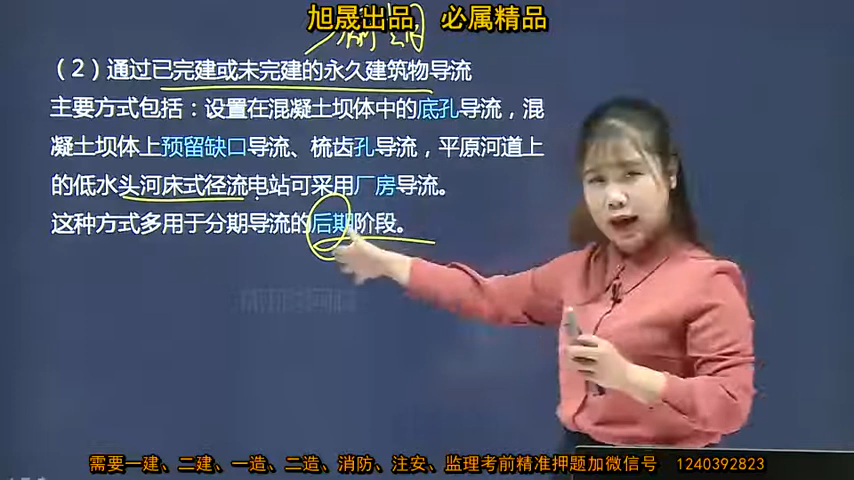 旭晟出品，必属精品
（2）通过已完建或未完建的永久建筑物导流
主要方式包括：设置在混凝土坝体中的底孔导流，混
凝土坝体上预留缺口导流、梳齿孔导流，平原河道上
的低水头河床式径流电站可采用厂房导流。
这种方式多用于分期导流的后期阶段。
需要一建、二建、一造、二造、消防、注安、监理考前精准押题加微信号 1240392823